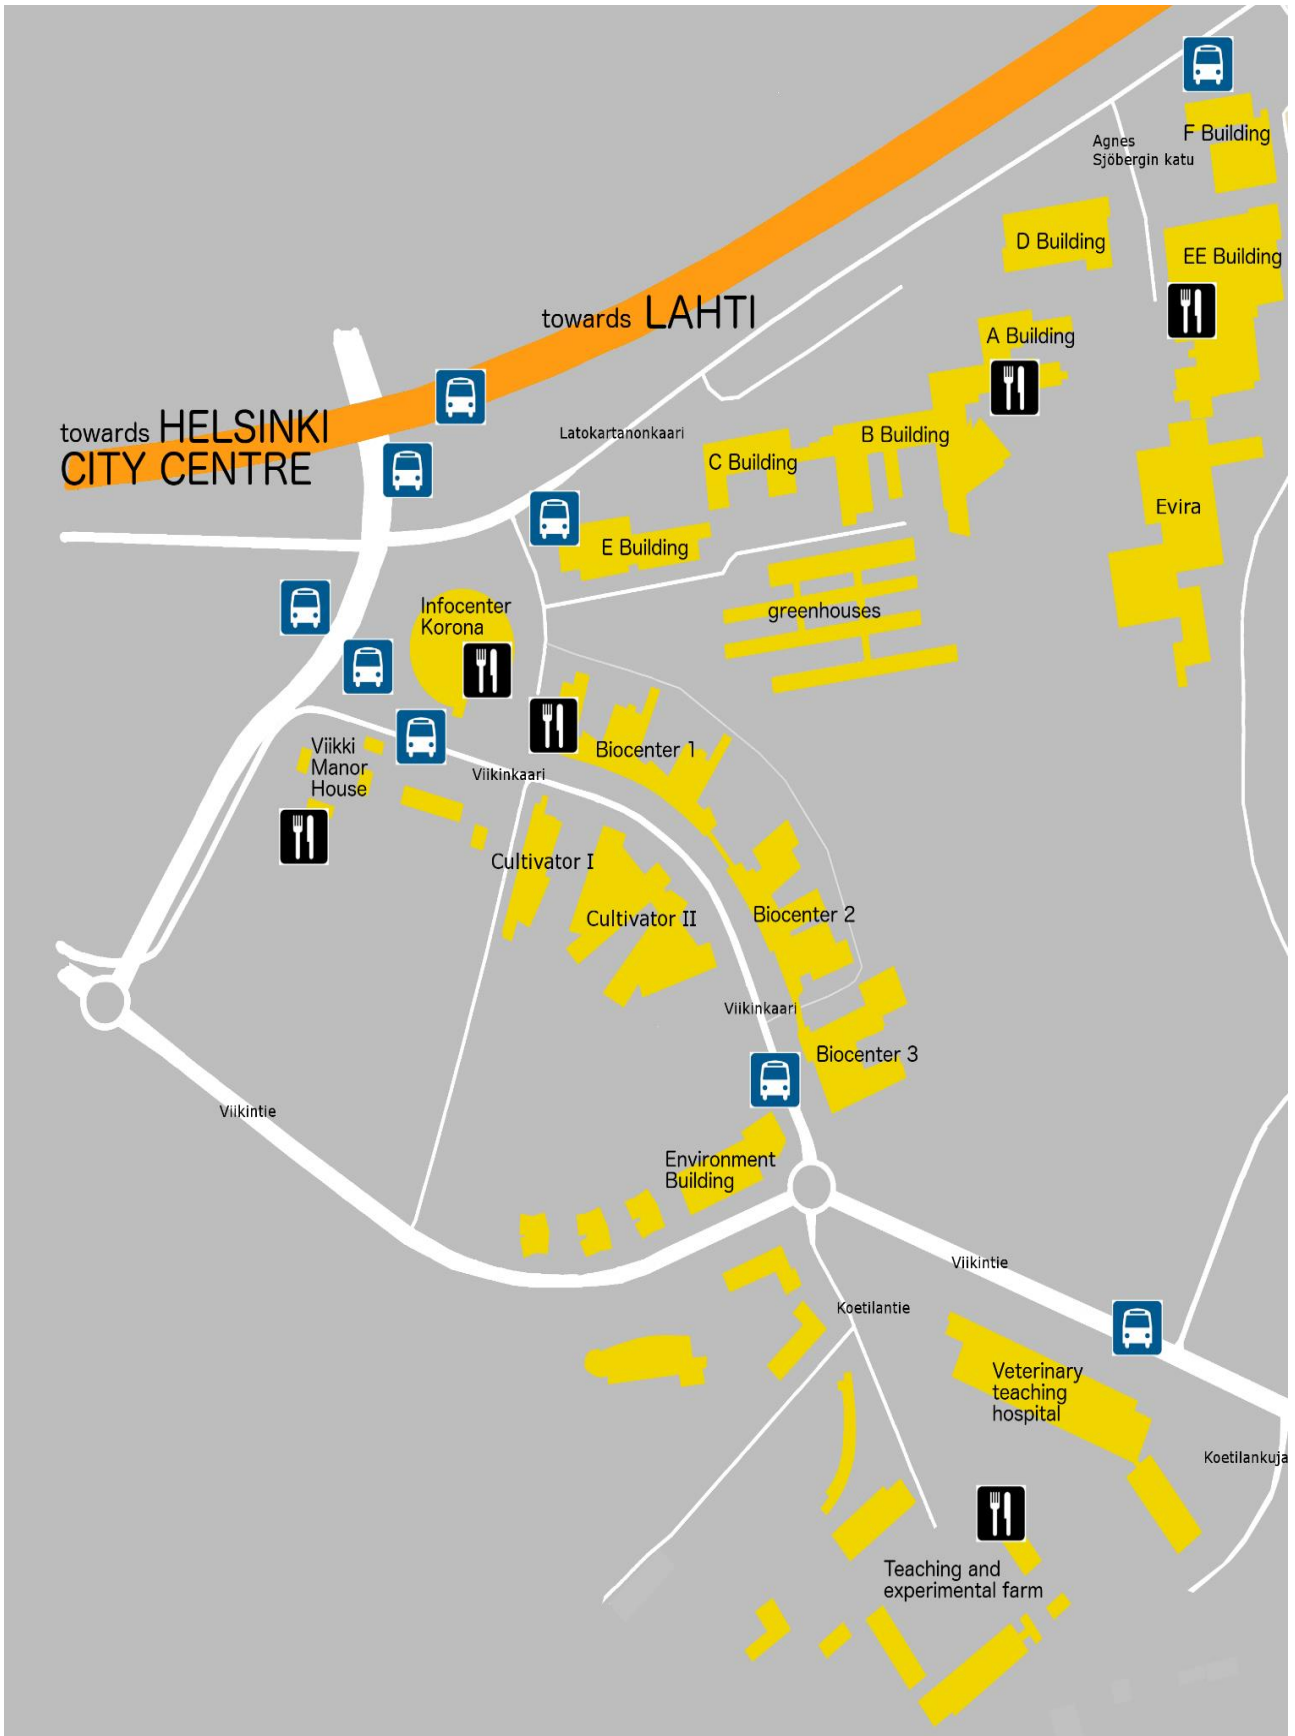 F Building
Agnes
Sjöbergin katu
D Building
EE Building
towards LAHTI
A Building
towards HELSINKI
CITY CENTRE
Latokartanonkaari
B Building
C Building
Evira
E Building
Infocenter
Korona
greenhouses
Viikki
Manor
House
Biocenter 1
Viikinkaari
Cultivator I
Cultivator II
Biocenter 2
Viikinkaari
Biocenter 3
Viikintie
Environment
Building
Viikintie
Koetilantie
Veterinary
teaching
hospital
Koetilankuja
Teaching and
experimental farm